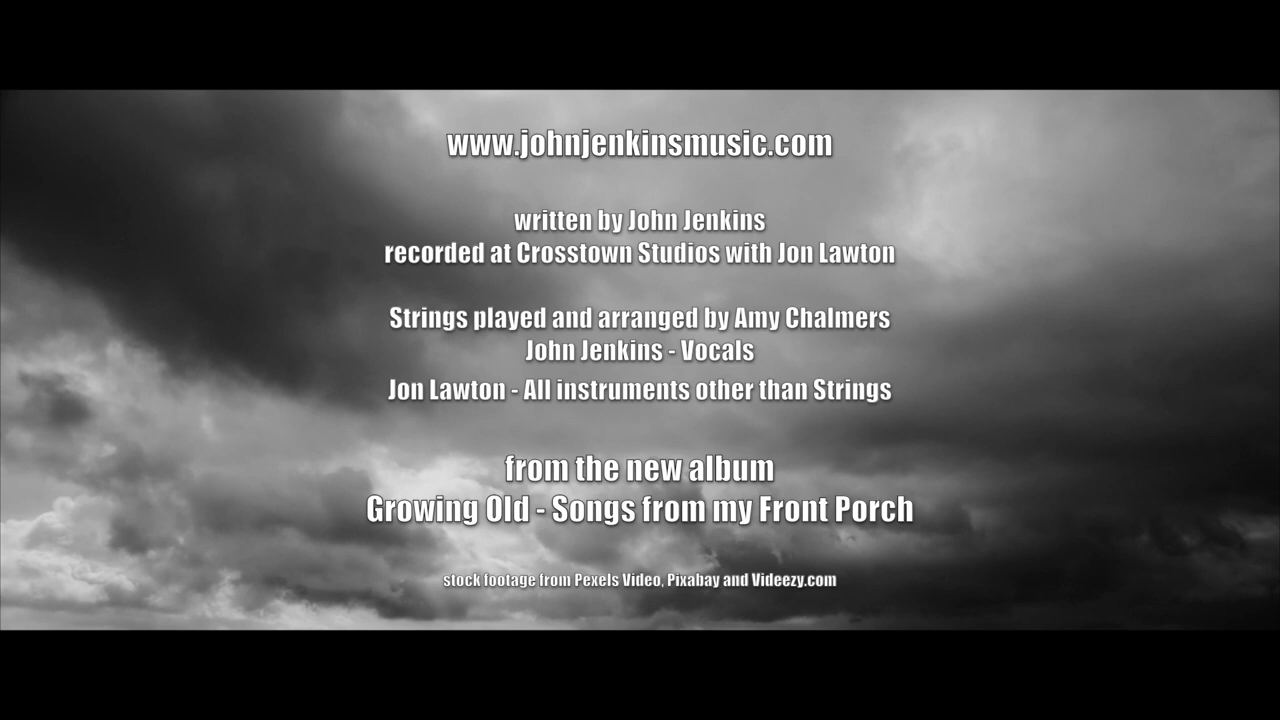 www.johnjenkinsmusic.com
written by John Jenkins
recorded at Crosstown Studios with Jon Lawton
Strings played and arranged by Amy Chalmers
John Jenkins - Vocals
Jon Lawton - All instruments other than Strings
from the new album
Growing Old - Songs from my Front Porch
stock footage from Pexels Video, Pixabay and Videezy.com